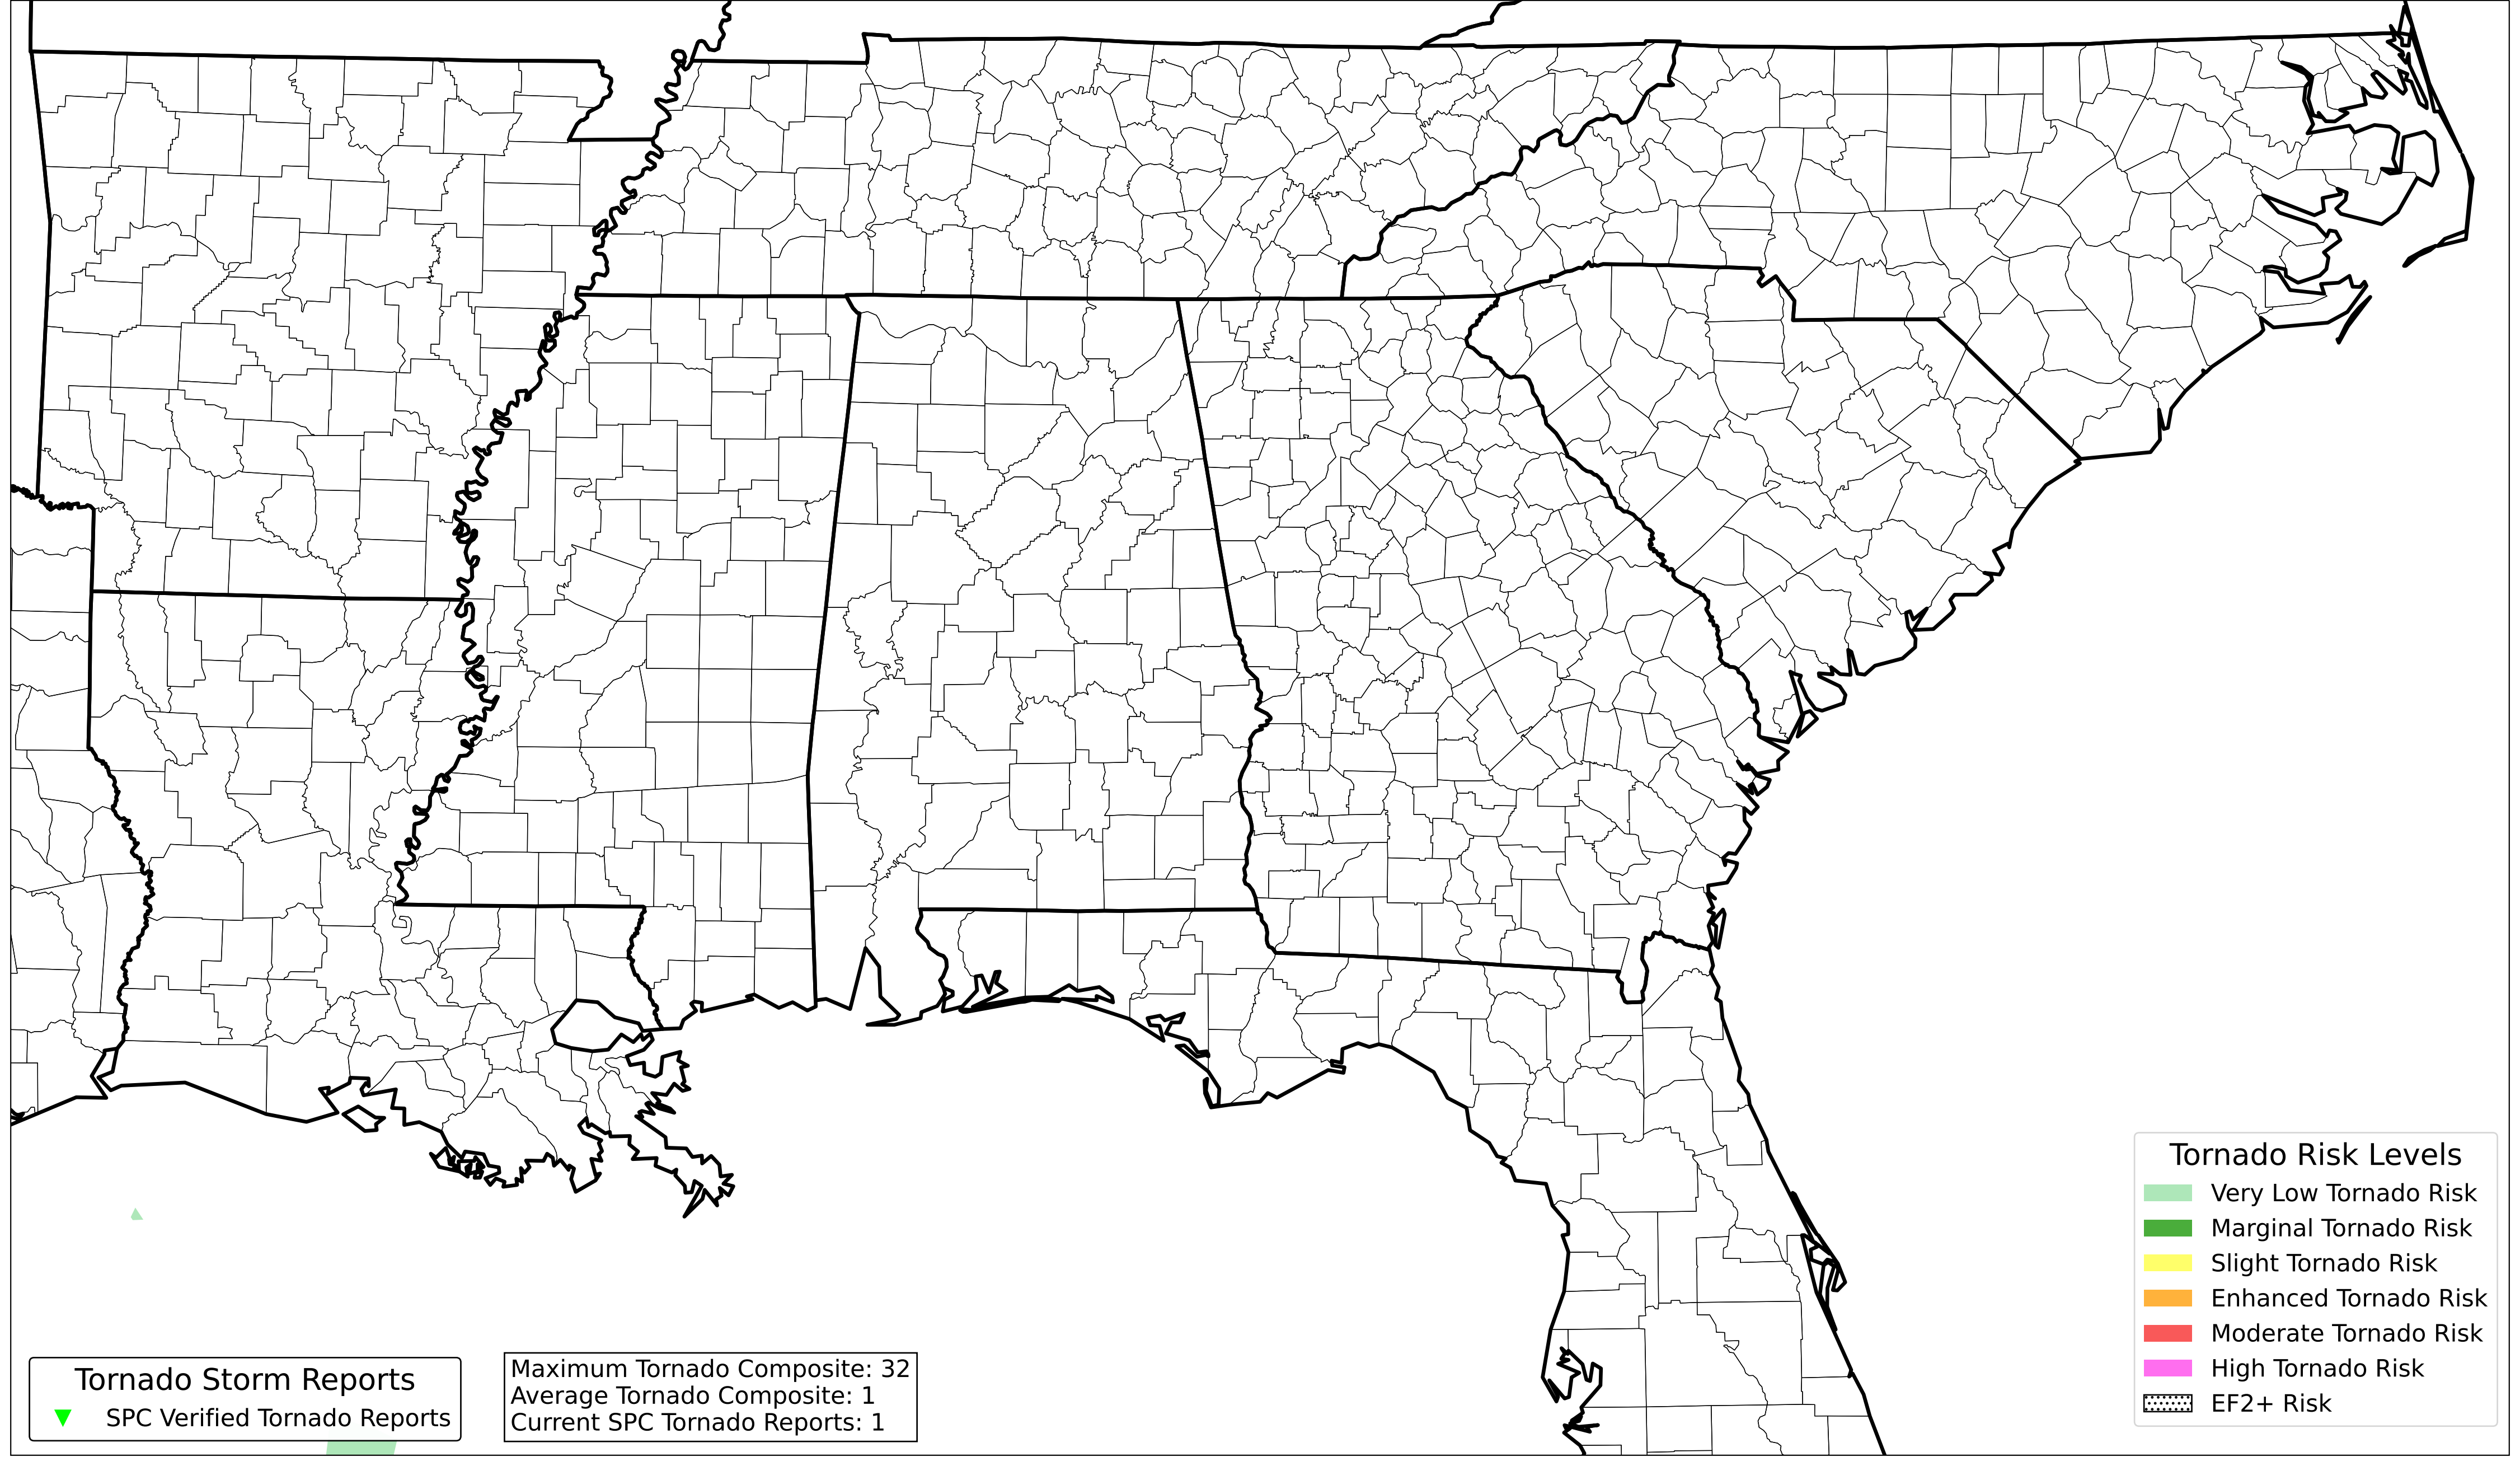 Tornado Risk Levels
Very Low Tornado Risk
Marginal Tornado Risk
Slight Tornado Risk
Enhanced Tornado Risk
Moderate Tornado Risk
High Tornado Risk
EF2+ Risk
Tornado Storm Reports
SPC Verified Tornado Reports
Maximum Tornado Composite: 32
Average Tornado Composite: 1
Current SPC Tornado Reports: 1